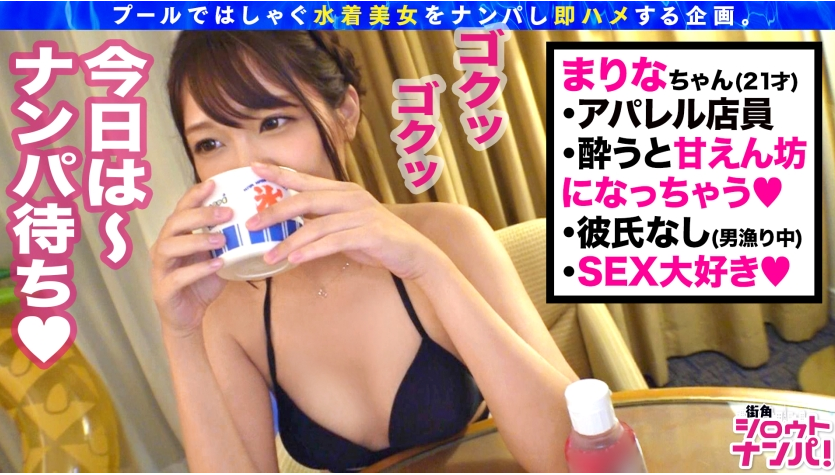 プールではしゃぐ水着美女をナンパし即ハメする企画。
今日は～
ナンパ待ち♥
ゴクッ
ゴクッ
まりなちゃん(21才)
•アパレル店員
•酔うと甘えん坊
になっちゃう♥
•彼氏なし(男漁り中)
•SEX大好き♥
氷
街角
シロウト
ナンパ!